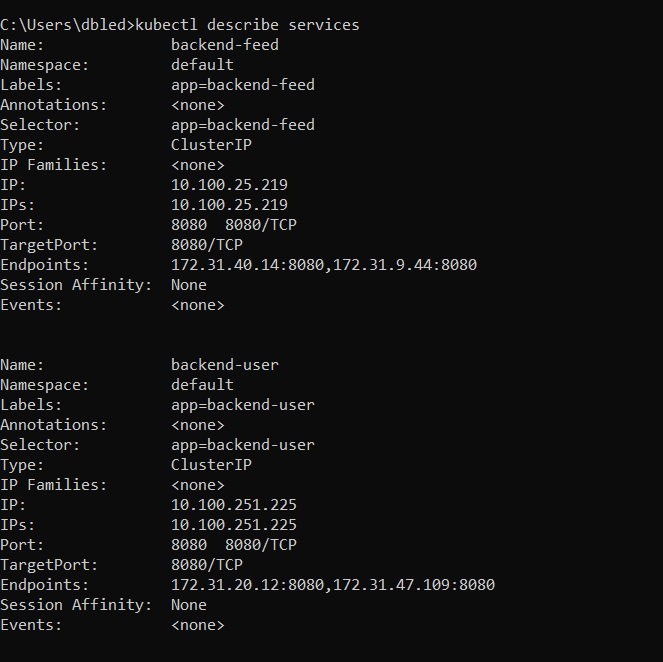 C:\Users\dbled>kubectl describe services
Name:              backend-feed
Namespace:         default
Labels:            app=backend-feed
Annotations:       <none>
Selector:          app=backend-feed
Type:              ClusterIP
IP Families:       <none>
IP:                10.100.25.219
IPs:               10.100.25.219
Port:              8080  8080/TCP
TargetPort:        8080/TCP
Endpoints:         172.31.40.14:8080,172.31.9.44:8080
Session Affinity:  None
Events:            <none>
Name:              backend-user
Namespace:         default
Labels:            app=backend-user
Annotations:       <none>
Selector:          app=backend-user
Type:              ClusterIP
IP Families:       <none>
IP:                10.100.251.225
IPs:               10.100.251.225
Port:              8080  8080/TCP
TargetPort:        8080/TCP
Endpoints:         172.31.20.12:8080,172.31.47.109:8080
Session Affinity:  None
Events:            <none>